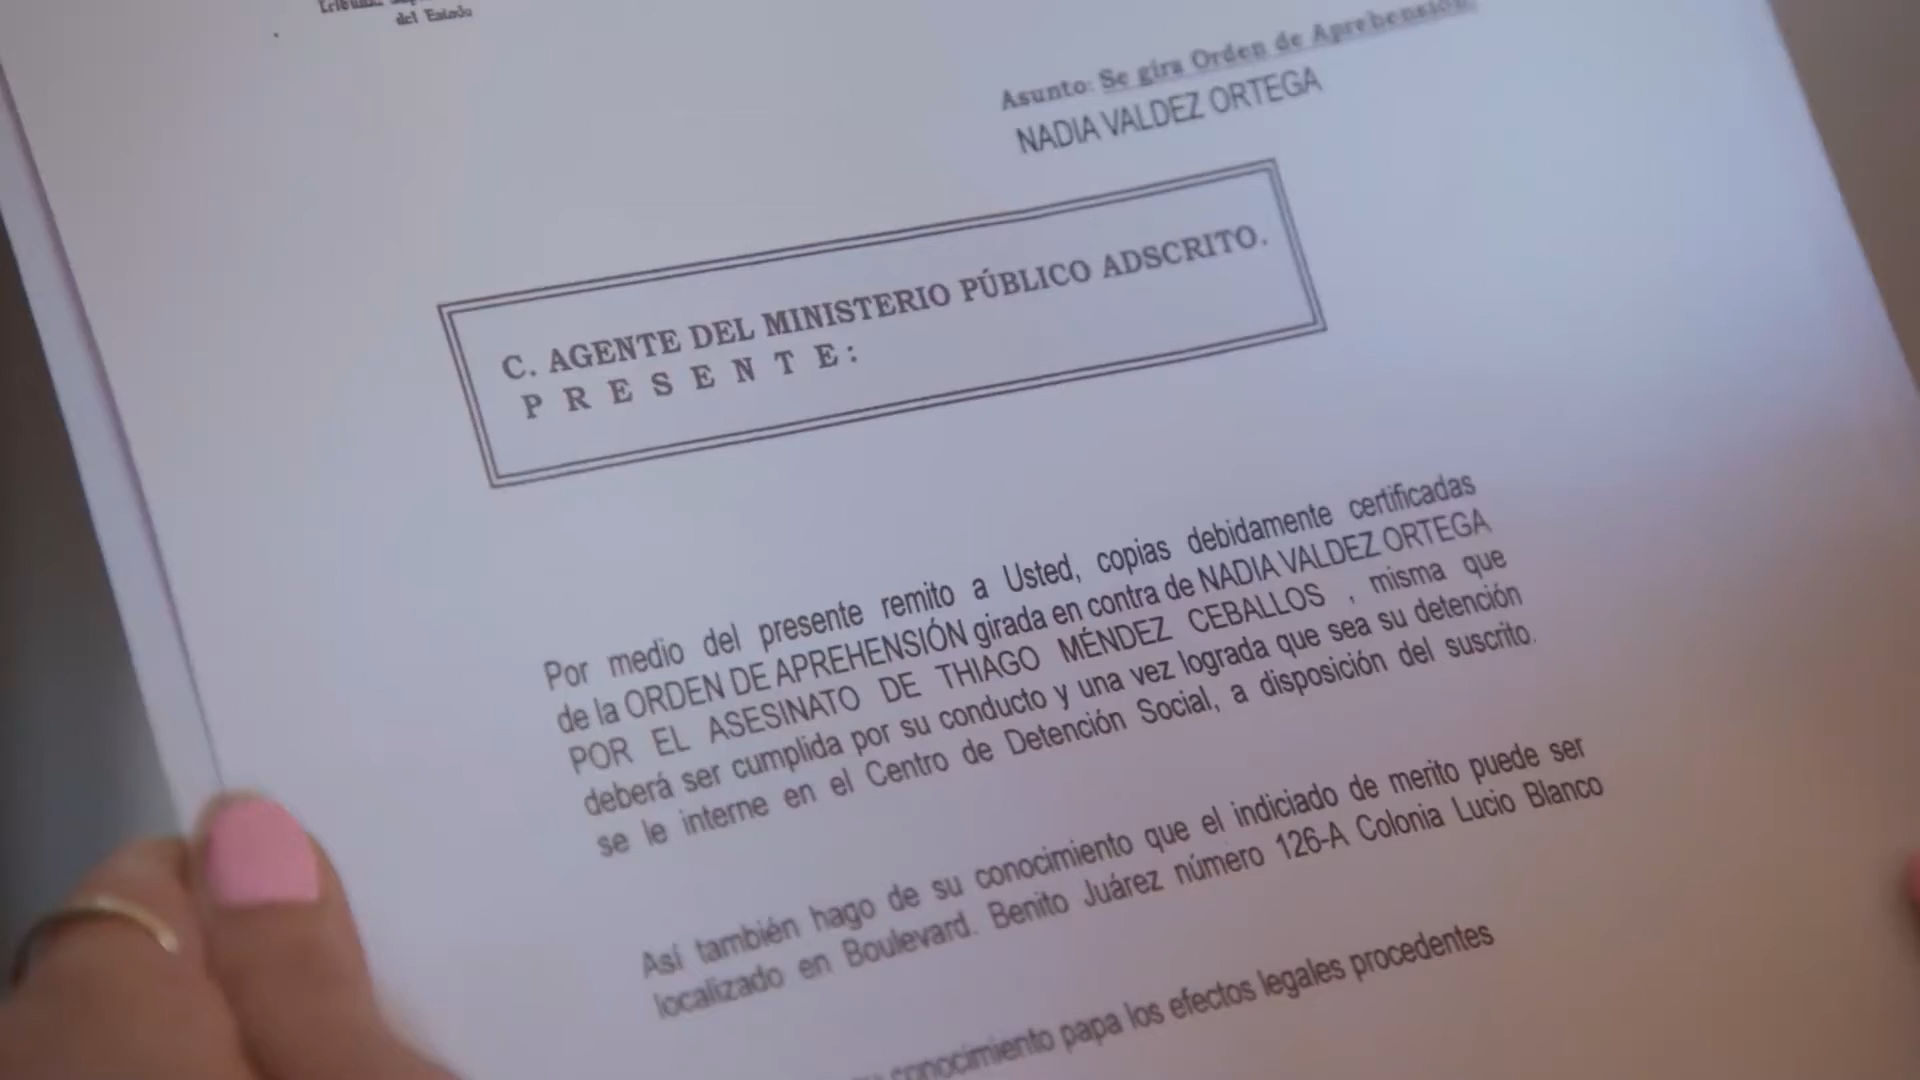 del Estado
Asunto: Se gira Orden de Aprehensión.
NADIA VALDEZ ORTEGA
C. AGENTE DEL MINISTERIO PÚBLICO ADSCRITO.
P R E S E N T E :
Por medio del presente remito a Usted, copias debidamente certificadas
de la ORDEN DE APREHENSIÓN girada en contra de NADIA VALDEZ ORTEGA
POR EL ASESINATO DE THIAGO MÉNDEZ CEBALLOS , misma que
deberá ser cumplida por su conducto y una vez lograda que sea su detención
se le interne en el Centro de Detención Social, a disposición del suscrito.
Así también hago de su conocimiento que el indiciado de merito puede ser
localizado en Boulevard. Benito Juárez número 126-A Colonia Lucio Blanco
conocimiento papa los efectos legales procedentes